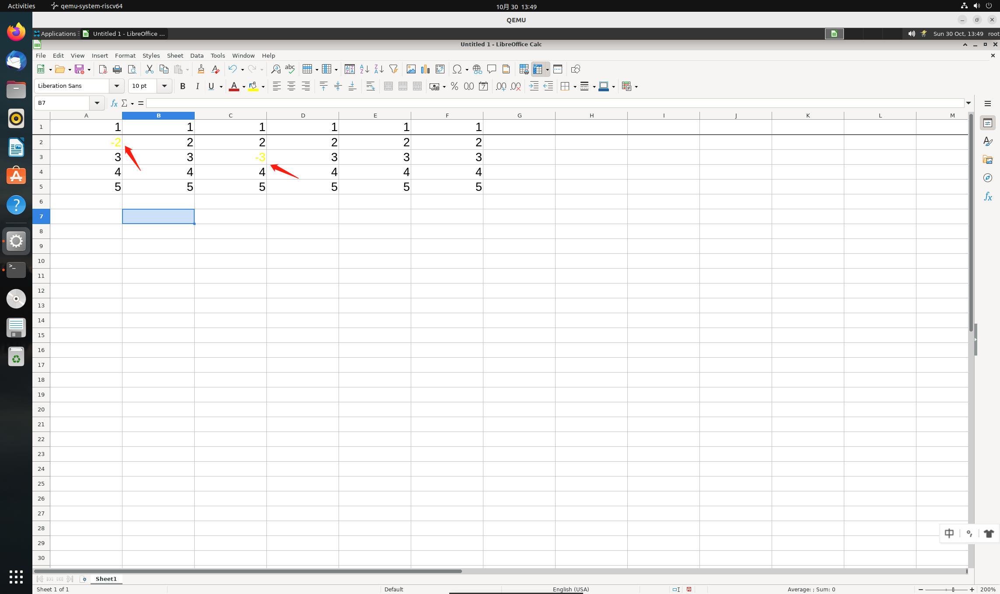 Activities qemu-system-riscv64 10月 30 13:49
QEMU
Applications Untitled 1 - LibreOffice ... Sun 30 Oct, 13:49 root
Untitled 1 - LibreOffice Calc
File Edit View Insert Format Styles Sheet Data Tools Window Help
Liberation Sans 10 pt
B7
A B C D E F G H I J K L M
1 1 1 1 1 1 1
2 -2 2 2 2 2 2
3 3 3 -3 3 3 3
4 4 4 4 4 4 4
5 5 5 5 5 5 5
6
7
8
9
10
11
12
13
14
15
16
17
18
19
20
21
22
23
24
25
26
27
28
29
30
中 °,
Sheet1
Sheet 1 of 1 Default English (USA) Average: ; Sum: 0 200%